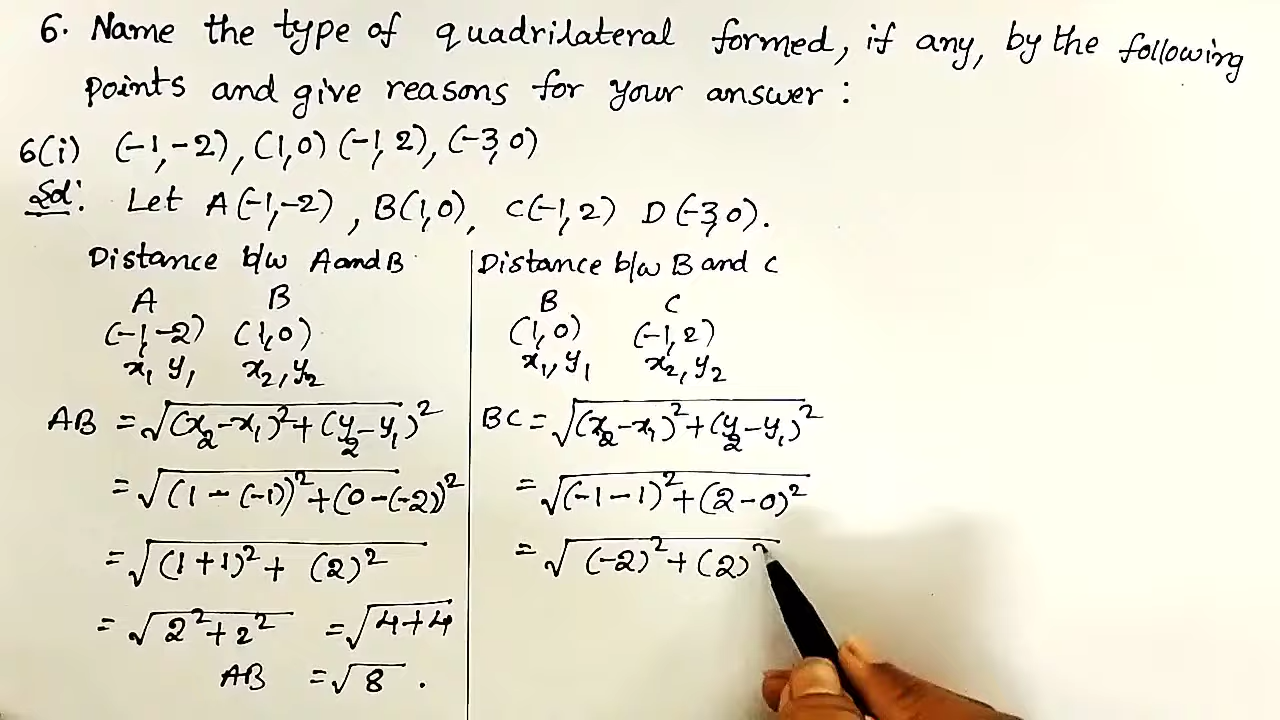 6. Name the type of quadrilateral formed, if any, by the following
points and give reasons for your answer :
6(i) (-1,-2), (1,0) (-1,2), (-3,0)
Sol: Let A(-1,-2), B(1,0), C(-1,2) D(-3,0).
Distance b/w A and B
A B
(-1,-2) (1,0)
x₁ y₁ x₂,y₂
AB = √(x₂-x₁)²+(y₂-y₁)²
= √(1-(-1))²+(0-(-2)²
= √(1+1)²+ (2)²
= √2²+2² = √4+4
AB = √8.
Distance b/w B and C
B C
(1,0) (-1,2)
x₁,y₁ x₂,y₂
BC = √(x₂-x₁)²+(y₂-y₁)²
= √(-1-1)²+(2-0)²
= √(-2)²+(2)²